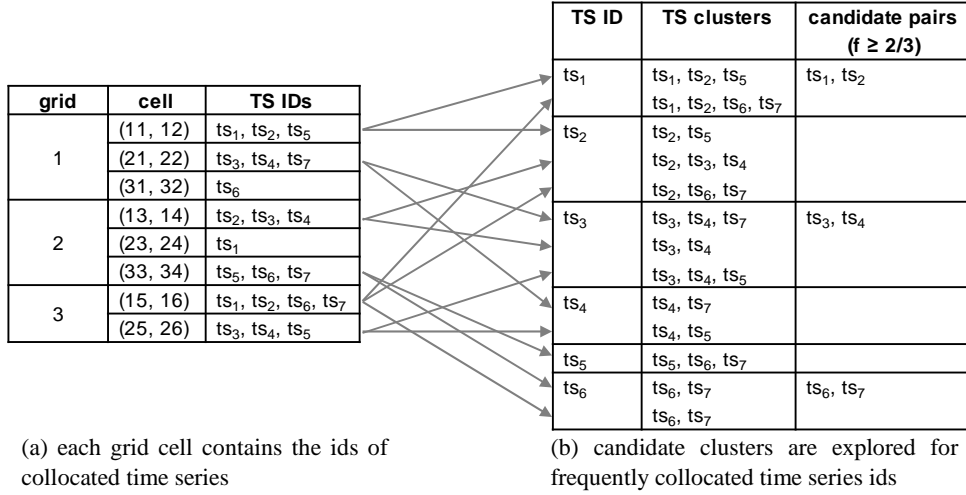 grid cell TS IDs
1 (11, 12) ts₁, ts₂, ts₅
(21, 22) ts₃, ts₄, ts₇
(31, 32) ts₆
2 (13, 14) ts₂, ts₃, ts₄
(23, 24) ts₁
(33, 34) ts₅, ts₆, ts₇
3 (15, 16) ts₁, ts₂, ts₆, ts₇
(25, 26) ts₃, ts₄, ts₅
(a) each grid cell contains the ids of
collocated time series
TS ID TS clusters candidate pairs
(f ≥ 2/3)
ts₁ ts₁, ts₂, ts₅ ts₁, ts₂
ts₁, ts₂, ts₆, ts₇
ts₂ ts₂, ts₅
ts₂, ts₃, ts₄
ts₂, ts₆, ts₇
ts₃ ts₃, ts₄, ts₇ ts₃, ts₄
ts₃, ts₄
ts₃, ts₄, ts₅
ts₄ ts₄, ts₇
ts₄, ts₅
ts₅ ts₅, ts₆, ts₇
ts₆ ts₆, ts₇ ts₆, ts₇
ts₆, ts₇
(b) candidate clusters are explored for
frequently collocated time series ids